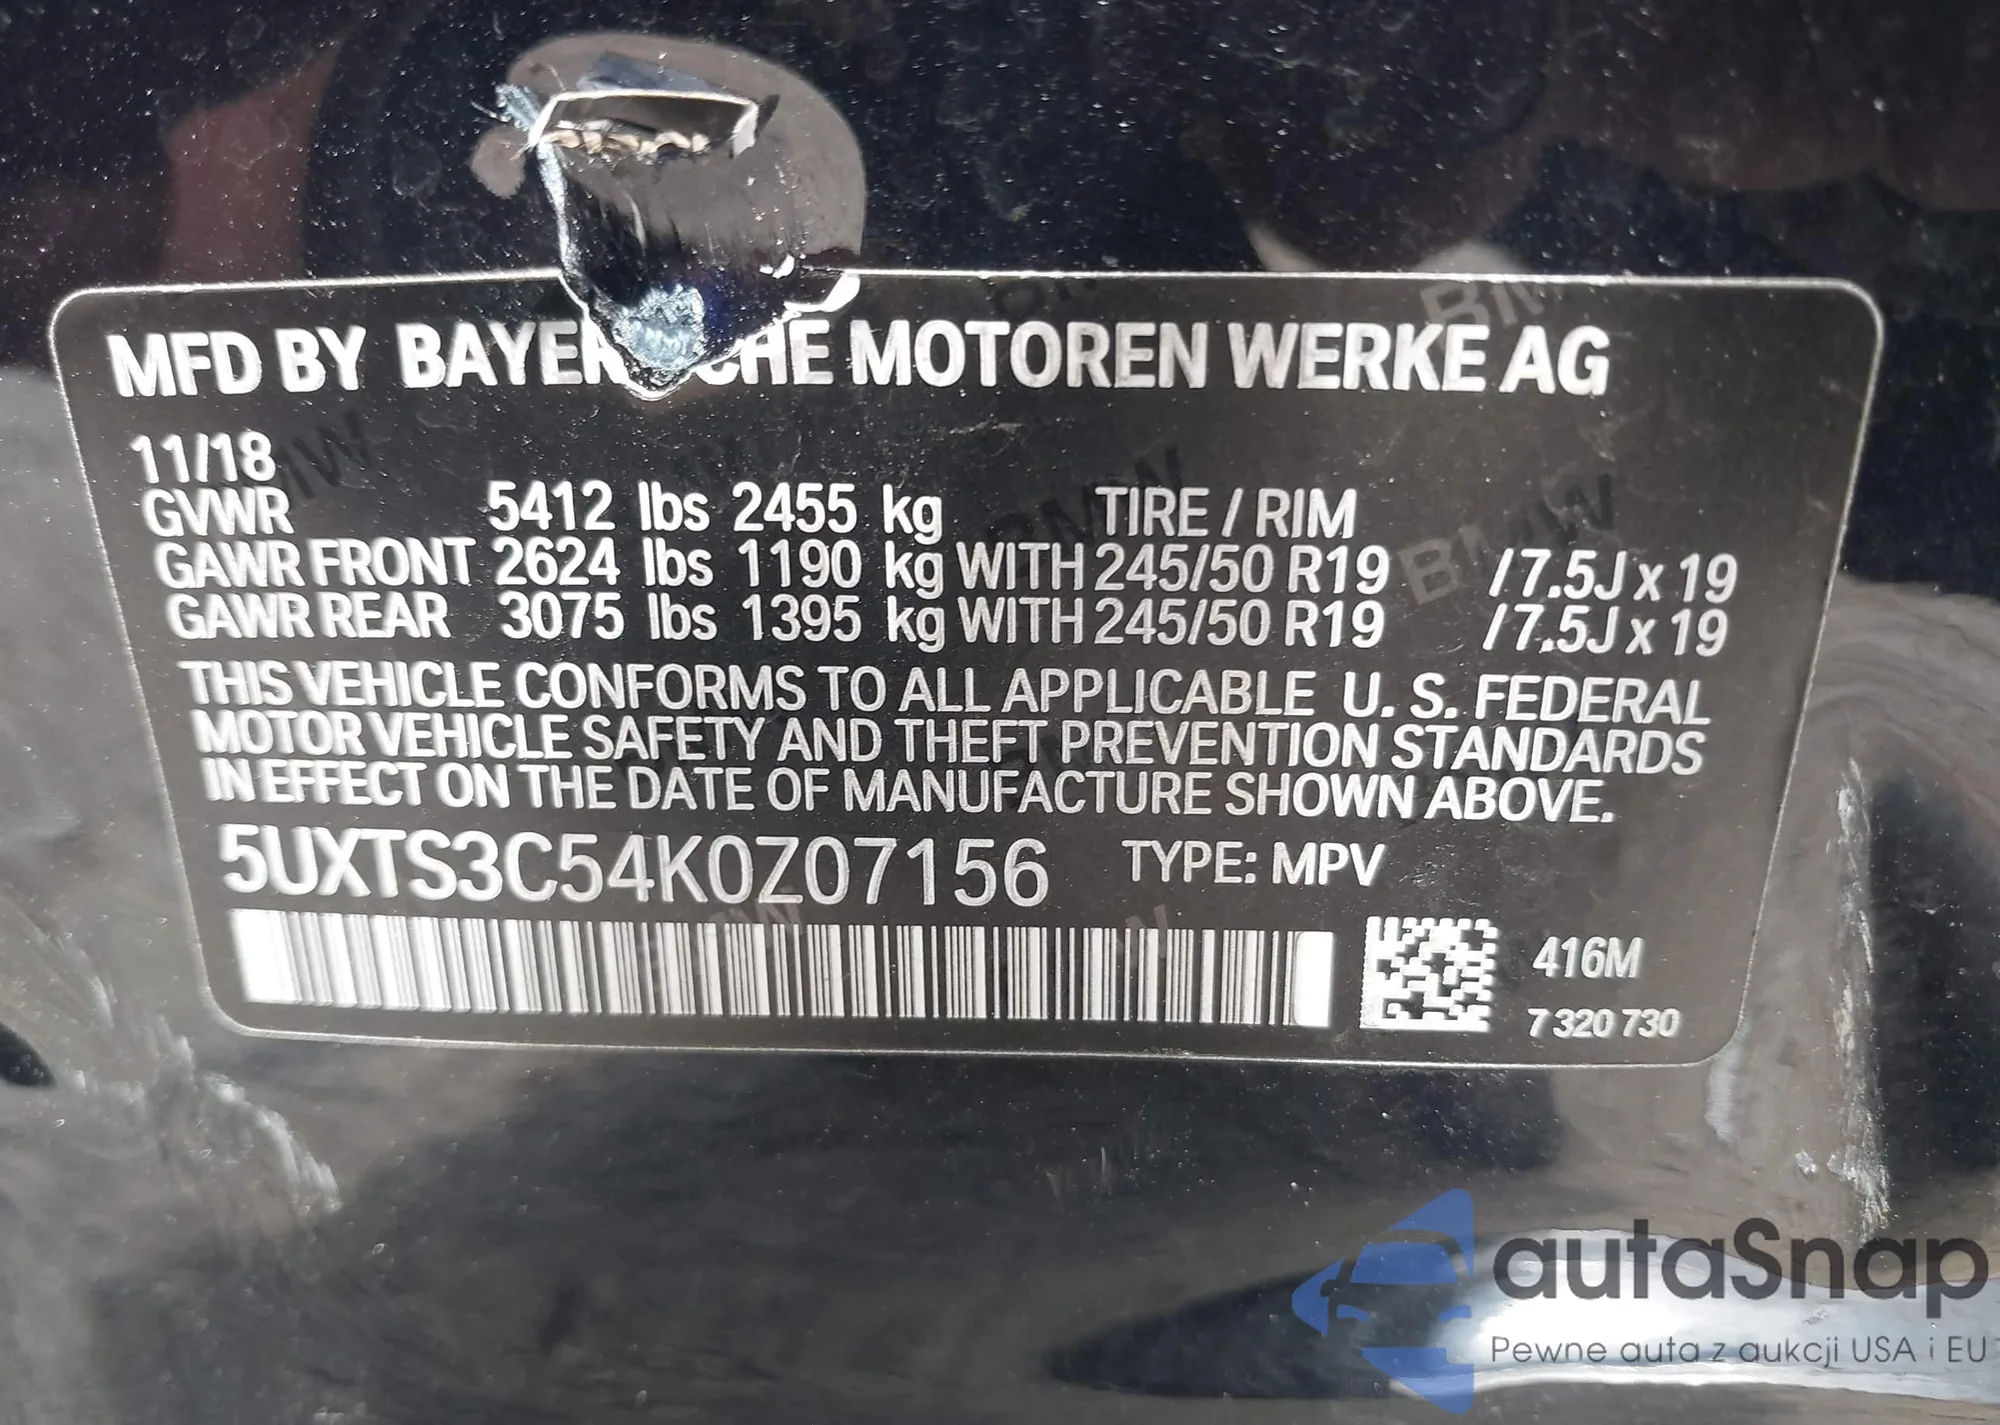 MFD BY BAYER CHE MOTOREN WERKE AG
11/18
GVWR 5412 lbs 2455 kg TIRE / RIM
GAWR FRONT 2624 lbs 1190 kg WITH 245/50 R19 /7.5J x 19
GAWR REAR 3075 lbs 1395 kg WITH 245/50 R19 /7.5J x 19
THIS VEHICLE CONFORMS TO ALL APPLICABLE U. S. FEDERAL
MOTOR VEHICLE SAFETY AND THEFT PREVENTION STANDARDS
IN EFFECT ON THE DATE OF MANUFACTURE SHOWN ABOVE.
5UXTS3C54K0Z07156 TYPE: MPV
416M
7 320 730
autaSnap
Pewne auta z aukcji USA i EU